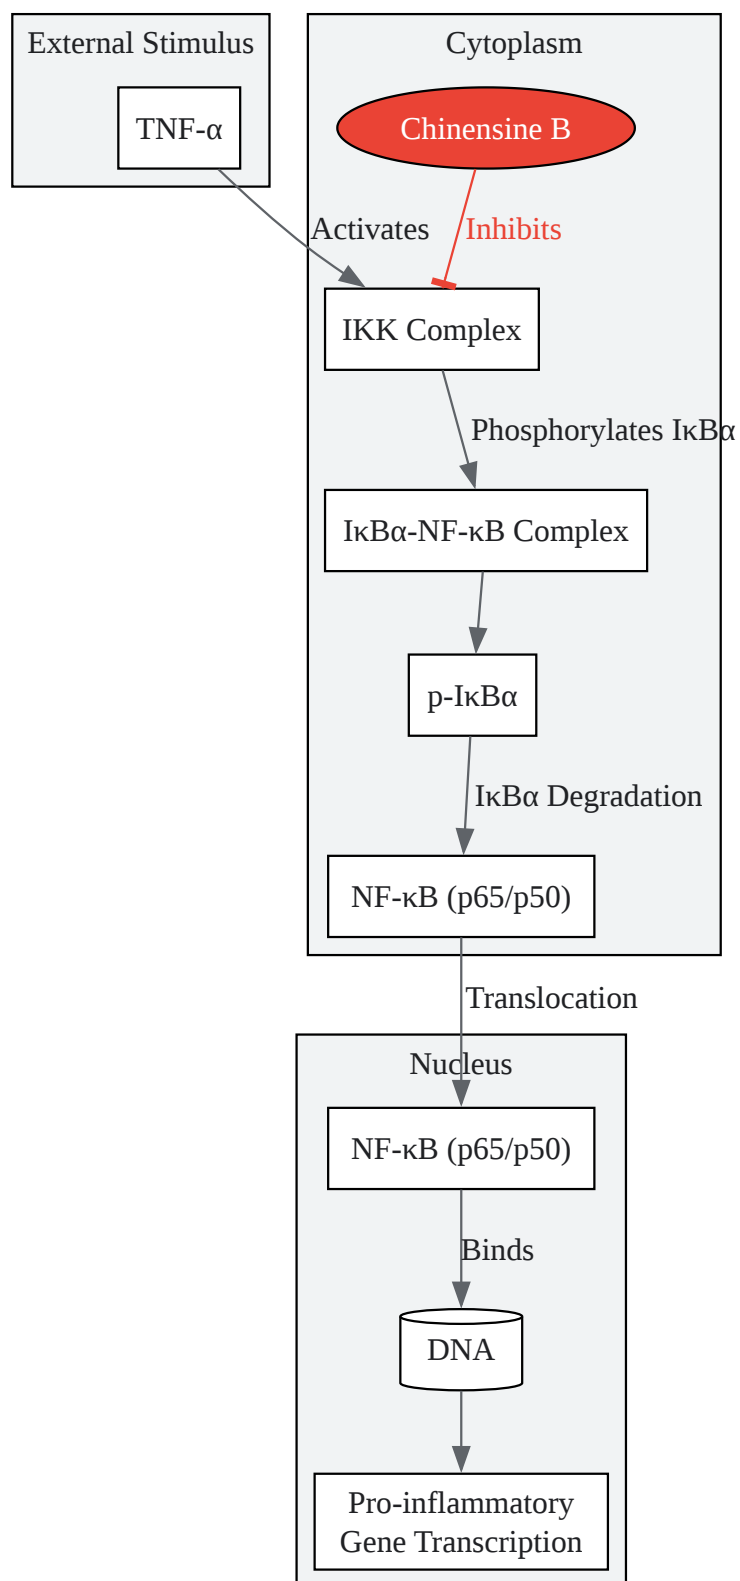 External Stimulus
Cytoplasm
TNF-α
Chinensine B
Activates
Inhibits
IKK Complex
Phosphorylates IκBα
IκBα-NF-κB Complex
p-IκBα
IκBα Degradation
NF-κB (p65/p50)
Translocation
Nucleus
NF-κB (p65/p50)
Binds
DNA
Pro-inflammatory
Gene Transcription